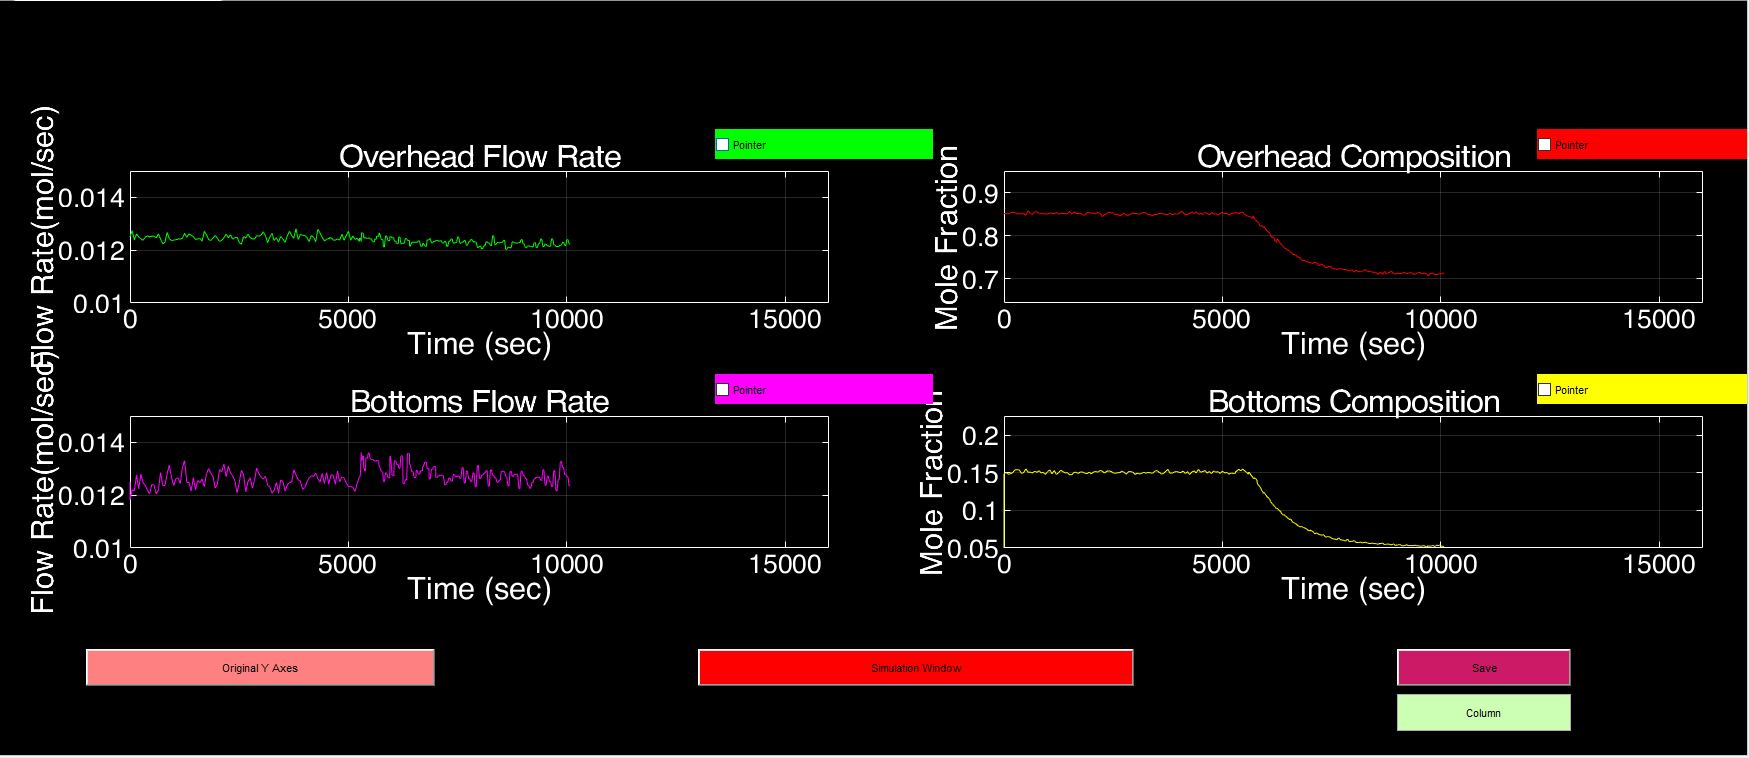 Overhead Flow Rate
Pointer
Flow Rate(mol/sec)
0.014
0.012
0.01
0
5000
10000
15000
Time (sec)
Overhead Composition
Pointer
Mole Fraction
0.9
0.8
0.7
0
5000
10000
15000
Time (sec)
Bottoms Flow Rate
Pointer
Flow Rate(mol/sec)
0.014
0.012
0.01
0
5000
10000
15000
Time (sec)
Bottoms Composition
Pointer
Mole Fraction
0.2
0.15
0.1
0.05
0
5000
10000
15000
Time (sec)
Original Y Axes
Simulation Window
Save
Column